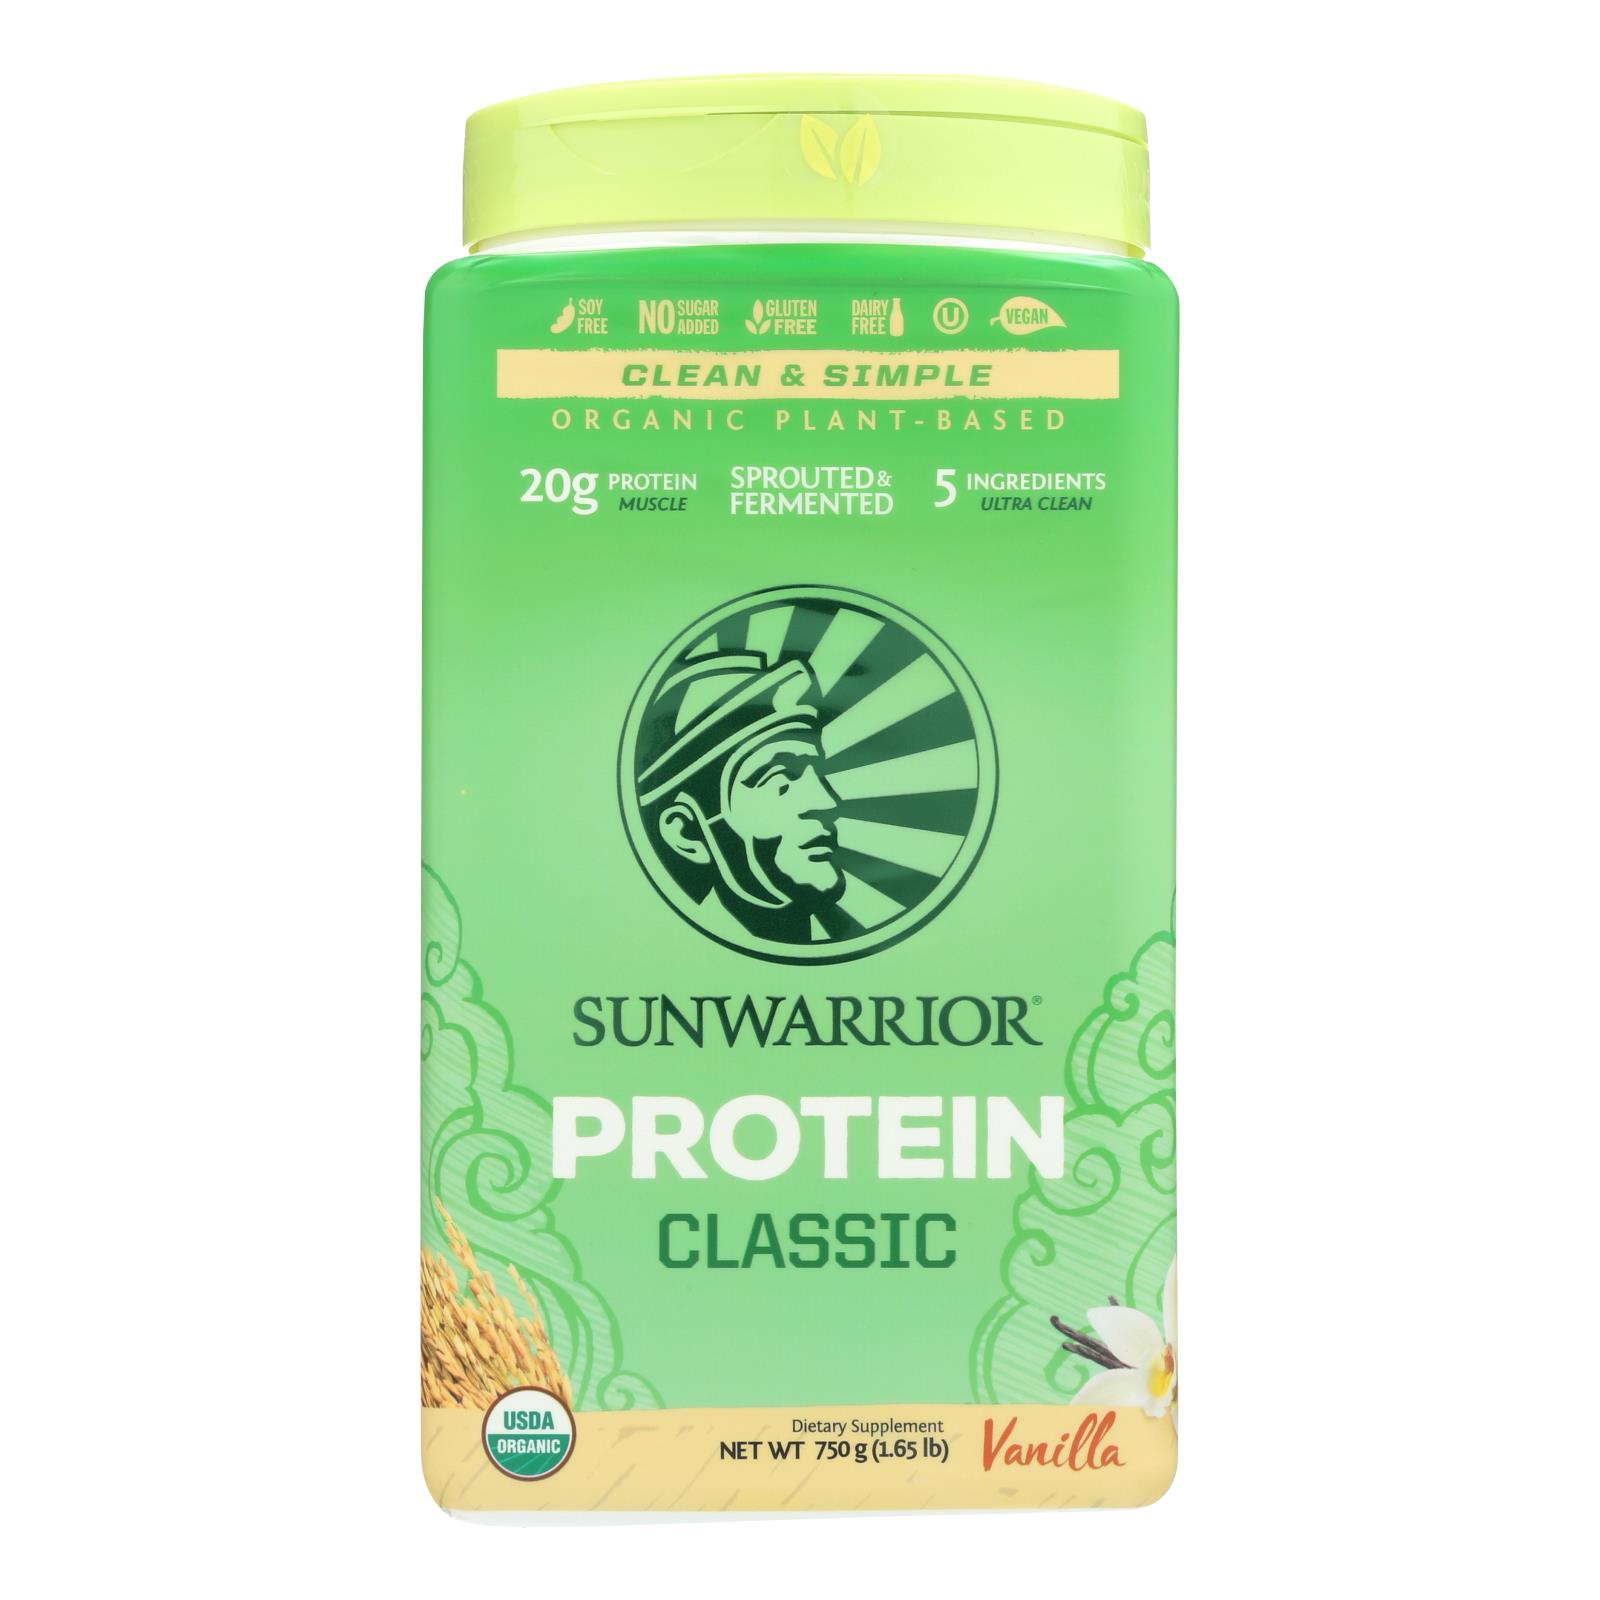 SOY FREE
NO SUGAR ADDED
GLUTEN FREE
DAIRY FREE
U
VEGAN
CLEAN & SIMPLE
ORGANIC PLANT-BASED
20g PROTEIN
MUSCLE
SPROUTED &
FERMENTED
5 INGREDIENTS
ULTRA CLEAN
SUNWARRIOR®
PROTEIN
CLASSIC
USDA
ORGANIC
Dietary Supplement
NET WT 750 g (1.65 lb)
Vanilla